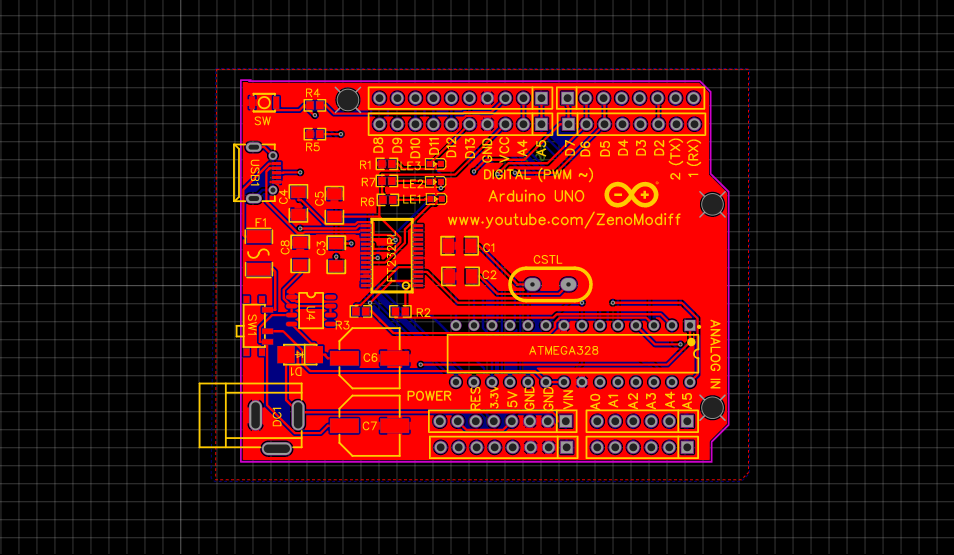 R4
SW
R5
D8
D9
D10
D11
D12
D13
GND
VCC
A4
A5
D7
D6
D5
D4
D3
D2
2 (TX)
1 (RX)
R1
LE3
R7
LE2
R6
LE1
DIGITAL (PWM ~)
Arduino UNO
www.youtube.com/ZenoModiff
USB1
C4
C5
F1
C8
C3
FT232RL
C1
C2
CSTL
U4
R3
R2
SW1
D1
C6
ATMEGA328
ANALOG IN
POWER
RES
3.3V
5V
GND
GND
VIN
A0
A1
A2
A3
A4
A5
DC1
C7